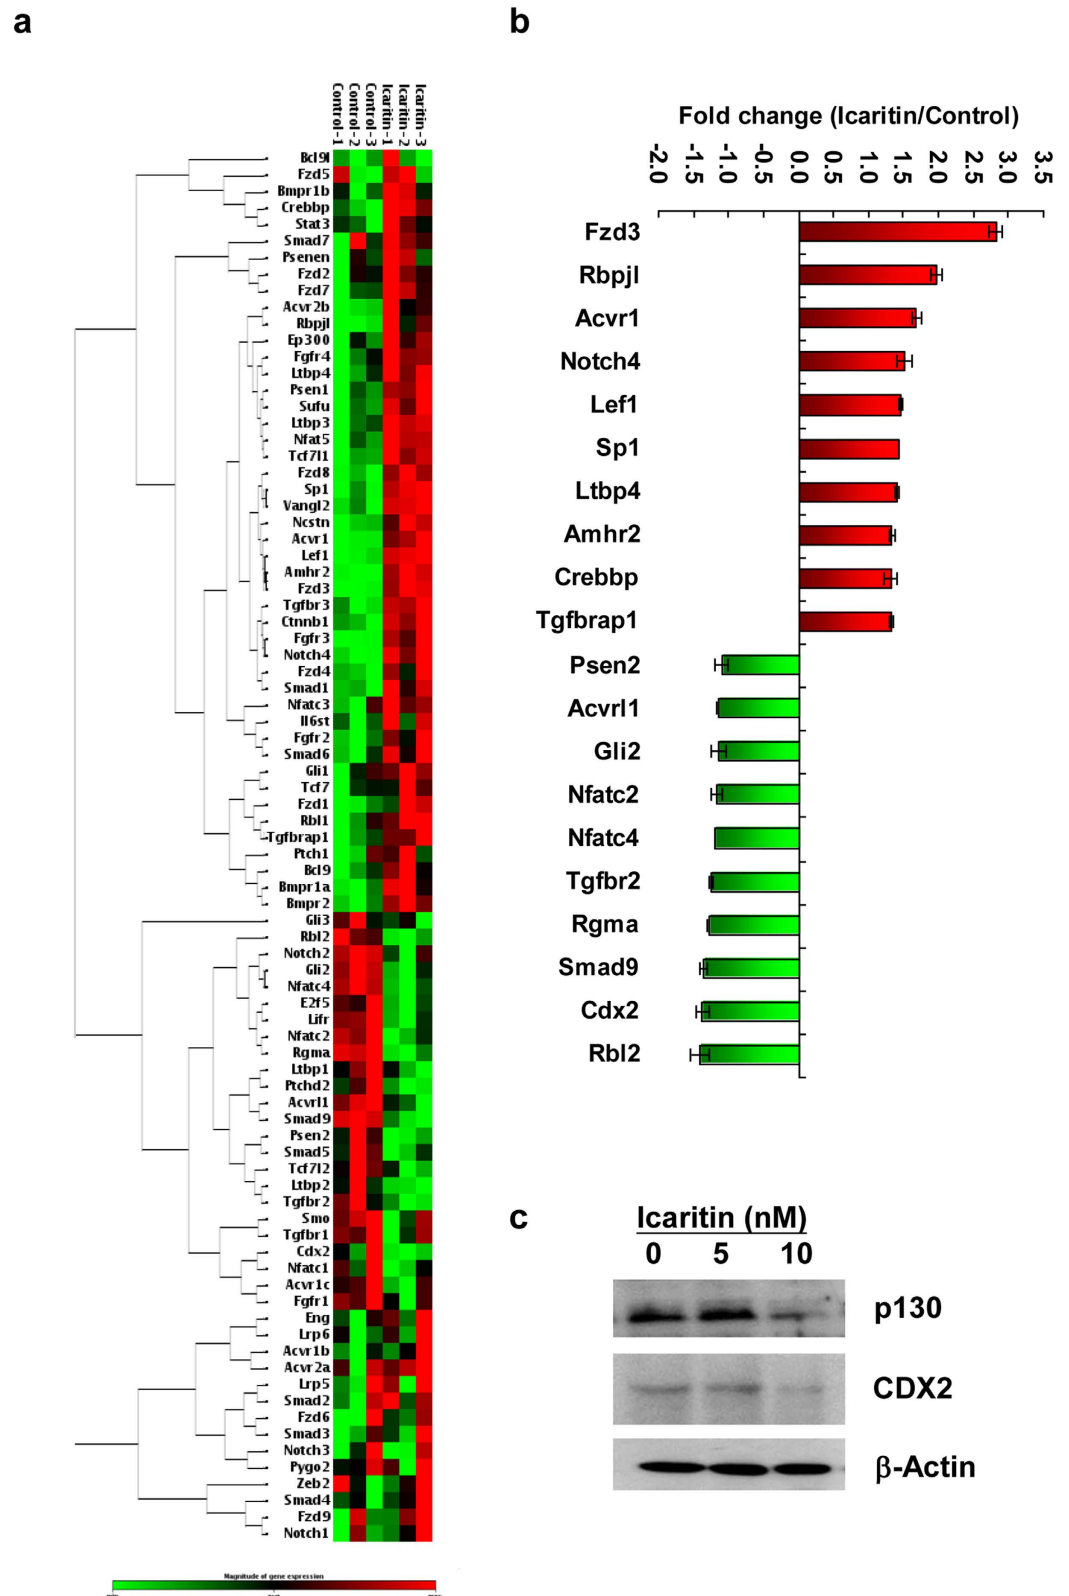 a
Control-1
Control-2
Control-3
Icaritin-1
Icaritin-2
Icaritin-3
Bcl9l
Fzd5
Bmpr1b
Crebbp
Stat3
Smad7
Psenen
Fzd2
Fzd7
Acvr2b
Rbpjl
Ep300
Fgfr4
Ltbp4
Psen1
Sufu
Ltbp3
Nfat5
Tcf7l1
Fzd8
Sp1
Vangl2
Ncstn
Acvr1
Lef1
Amhr2
Fzd3
Tgfbr3
Ctnnb1
Fgfr3
Notch4
Fzd4
Smad1
Nfatc3
Il6st
Fgfr2
Smad6
Gli1
Tcf7
Fzd1
Rbl1
Tgfbrap1
Ptch1
Bcl9
Bmpr1a
Bmpr2
Gli3
Rbl2
Notch2
Gli2
Nfatc4
E2f5
Lifr
Nfatc2
Rgma
Ltbp1
Ptchd2
Acvrl1
Smad9
Psen2
Smad5
Tcf7l2
Ltbp2
Tgfbr2
Smo
Tgfbr1
Cdx2
Nfatc1
Acvr1c
Fgfr1
Eng
Lrp6
Acvr1b
Acvr2a
Lrp5
Smad2
Fzd6
Smad3
Notch3
Pygo2
Zeb2
Smad4
Fzd9
Notch1
Magnitude of gene expression
b
Fold change (Icaritin/Control)
-2.0
-1.5
-1.0
-0.5
0.0
0.5
1.0
1.5
2.0
2.5
3.0
3.5
Fzd3
Rbpjl
Acvr1
Notch4
Lef1
Sp1
Ltbp4
Amhr2
Crebbp
Tgfbrap1
Psen2
Acvrl1
Gli2
Nfatc2
Nfatc4
Tgfbr2
Rgma
Smad9
Cdx2
Rbl2
c
Icaritin (nM)
0 5 10
p130
CDX2
β-Actin